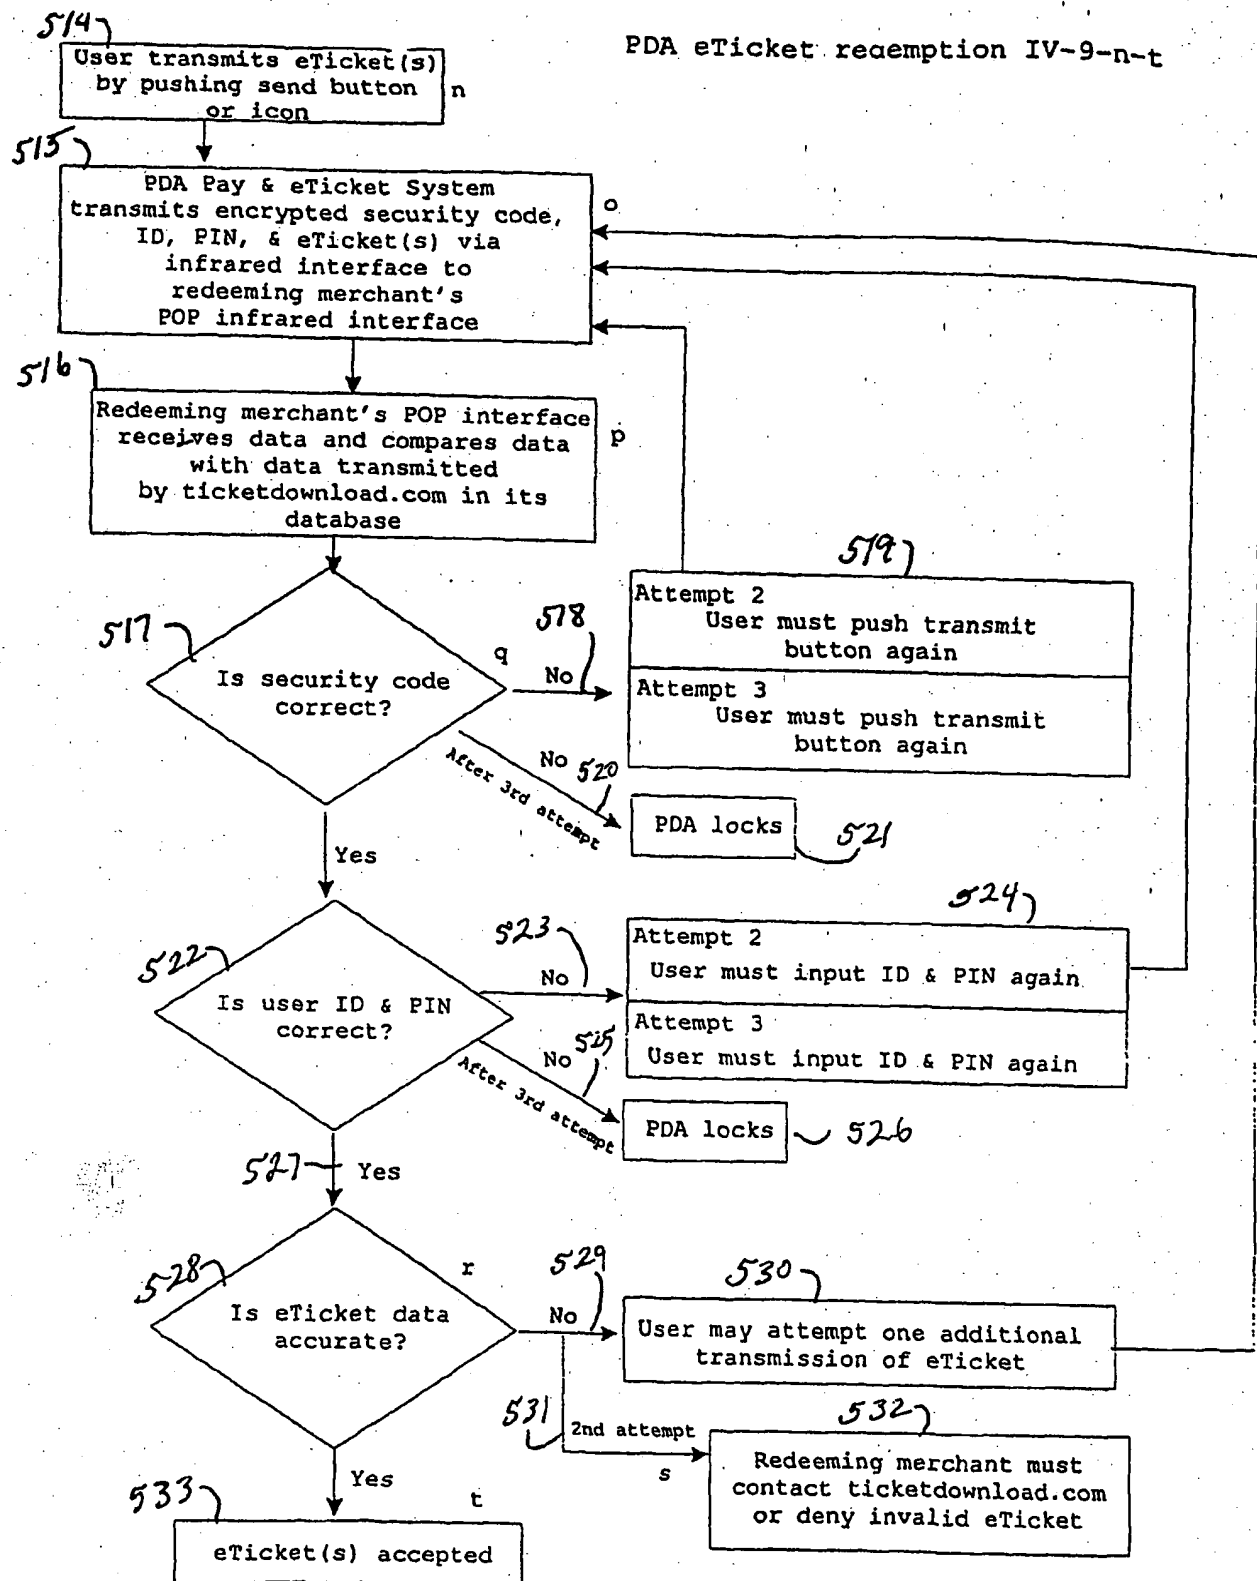 514
PDA eTicket redemption IV-9-n-t
User transmits eTicket(s)
by pushing send button
or icon
n
515
PDA Pay & eTicket System
transmits encrypted security code,
ID, PIN, & eTicket(s) via
infrared interface to
redeeming merchant's
POP infrared interface
o
516
Redeeming merchant's POP interface
receives data and compares data
with data transmitted
by ticketdownload.com in its
database
p
517
Is security code
correct?
q
518
No
519
Attempt 2
User must push transmit
button again
Attempt 3
User must push transmit
button again
No
520
After 3rd attempt
PDA locks
521
Yes
522
Is user ID & PIN
correct?
523
No
524
Attempt 2
User must input ID & PIN again
Attempt 3
User must input ID & PIN again
No
525
After 3rd attempt
PDA locks
526
527
Yes
528
Is eTicket data
accurate?
r
529
No
530
User may attempt one additional
transmission of eTicket
531
2nd attempt
s
532
Redeeming merchant must
contact ticketdownload.com
or deny invalid eTicket
Yes
533
t
eTicket(s) accepted